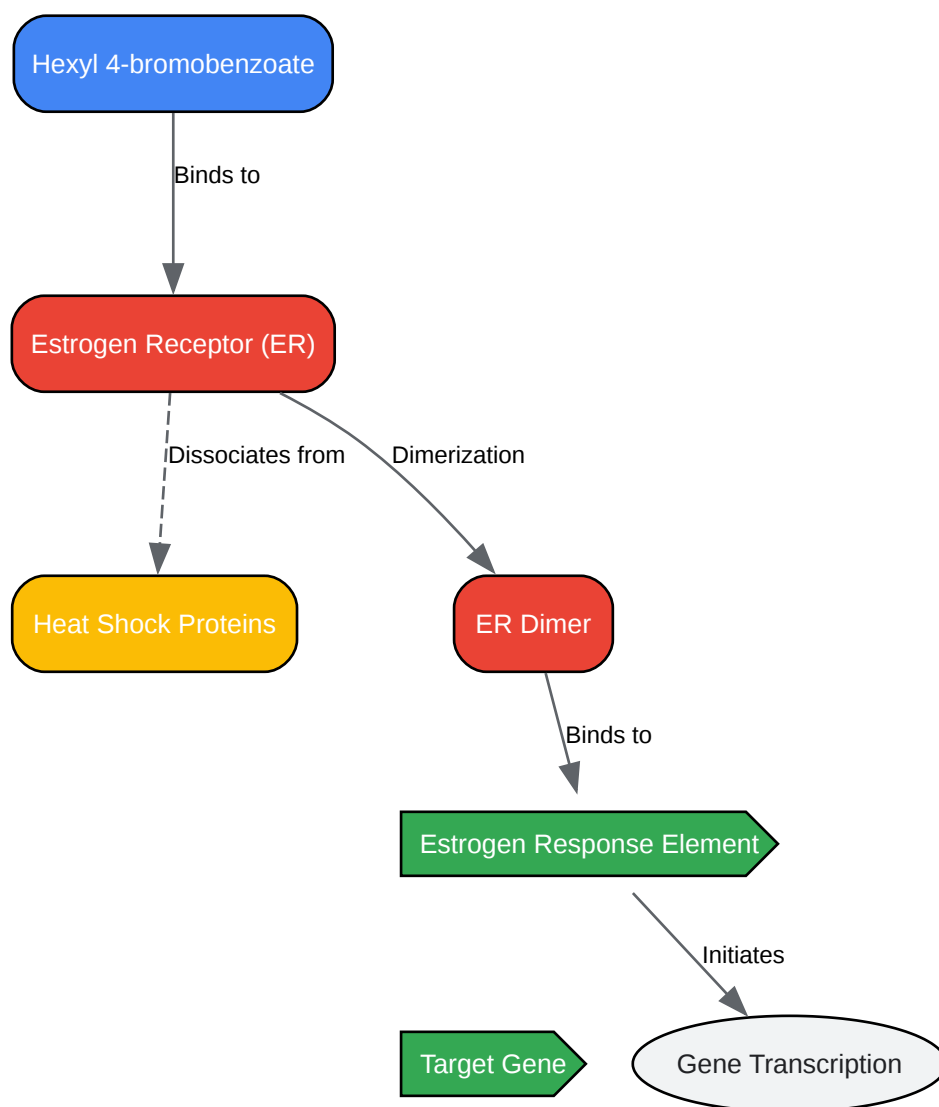 Hexyl 4-bromobenzoate
Binds to
Estrogen Receptor (ER)
Dissociates from
Dimerization
Heat Shock Proteins
ER Dimer
Binds to
Estrogen Response Element
Initiates
Target Gene
Gene Transcription